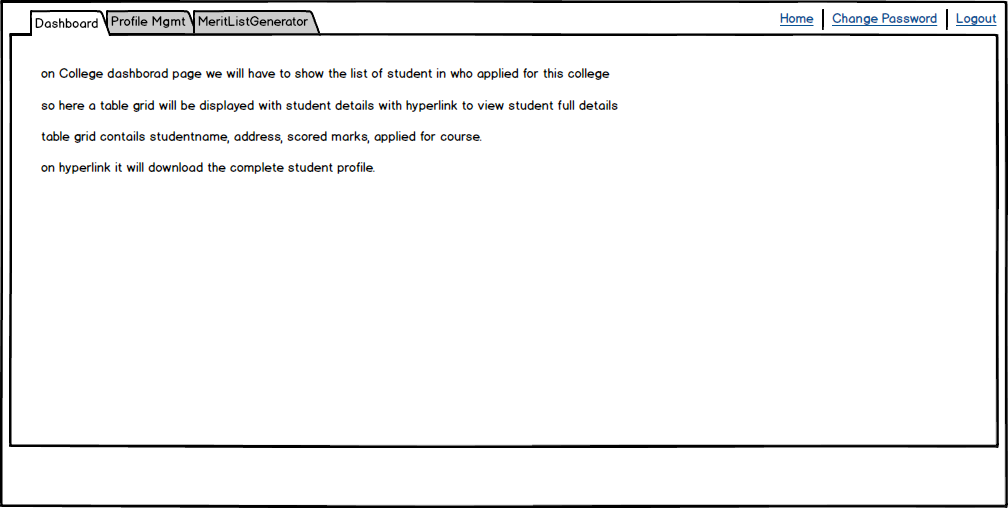 Dashboard Profile Mgmt MeritListGenerator Home Change Password Logout
on College dashborad page we will have to show the list of student in who applied for this college
so here a table grid will be displayed with student details with hyperlink to view student full details
table grid contails studentname, address, scored marks, applied for course.
on hyperlink it will download the complete student profile.